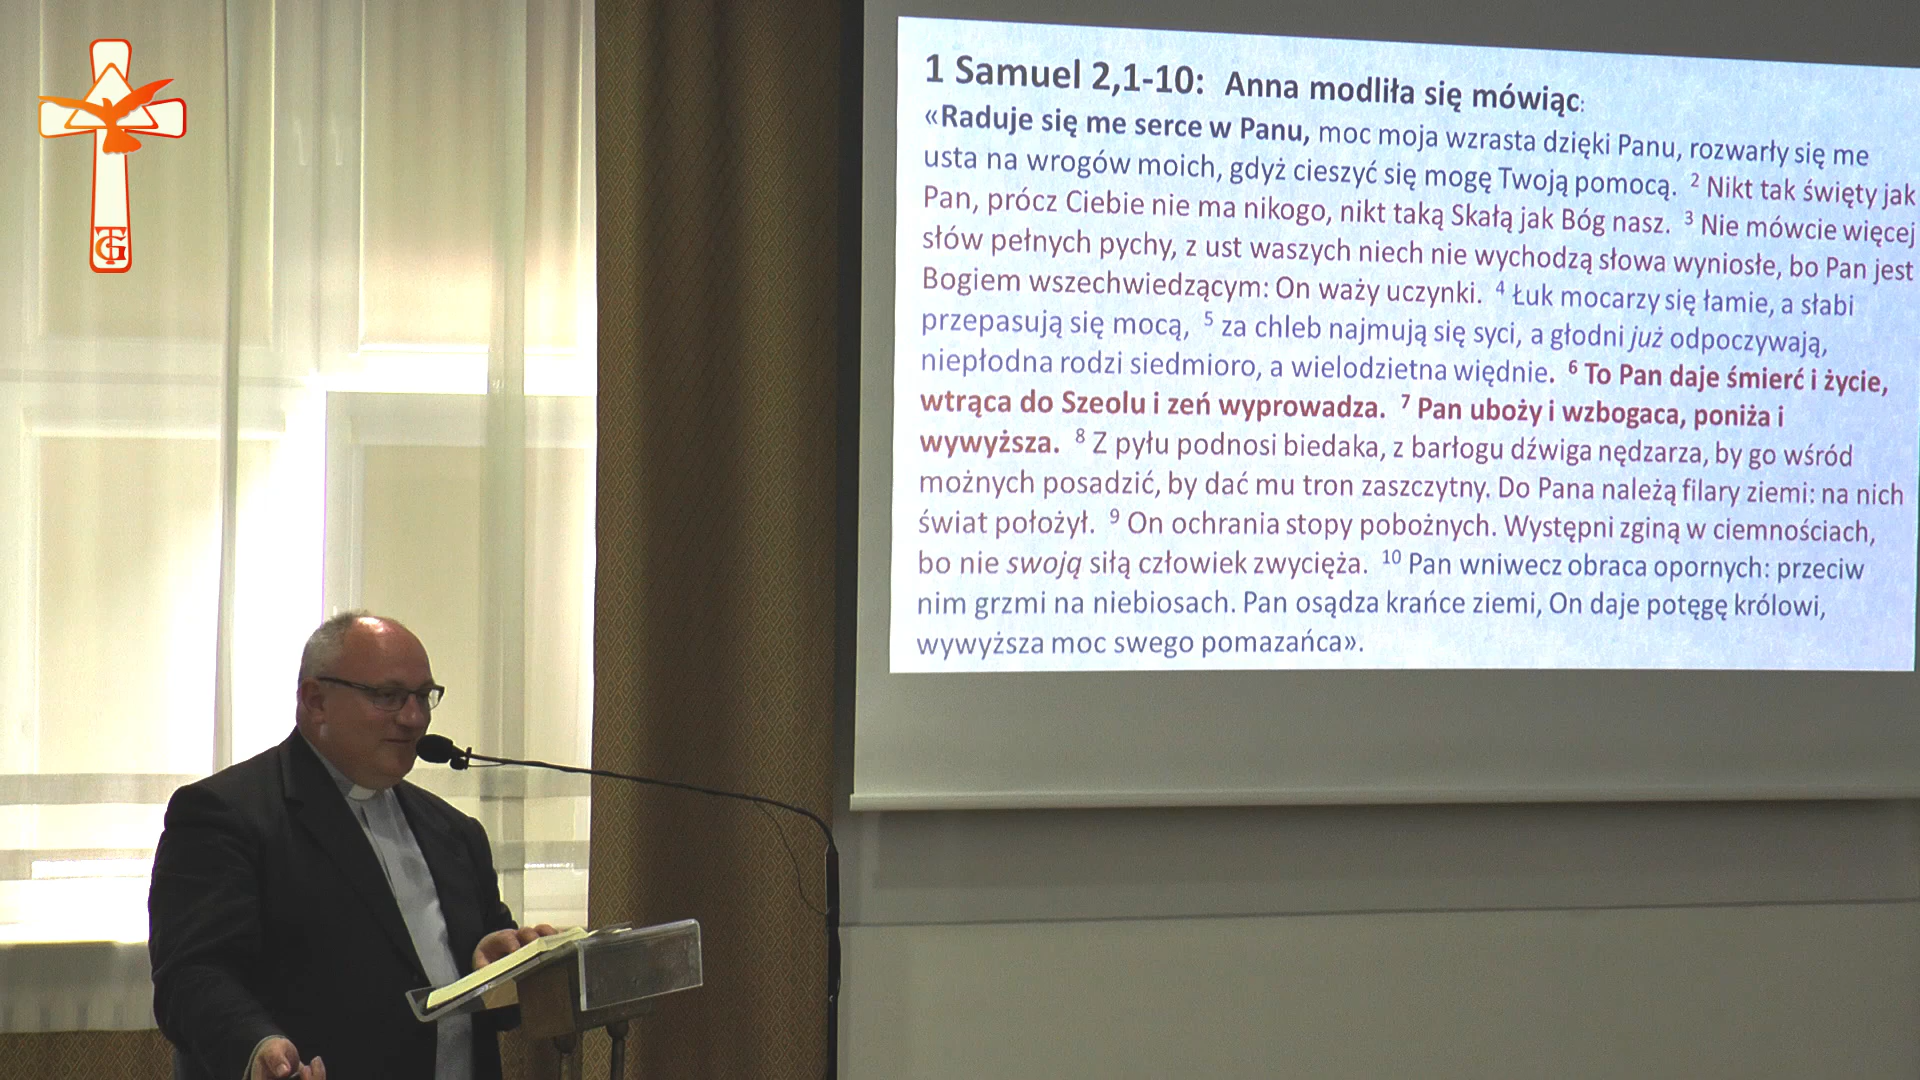 1 Samuel 2,1-10: Anna modliła się mówiąc:
«Raduje się me serce w Panu, moc moja wzrasta dzięki Panu, rozwarły się me
usta na wrogów moich, gdyż cieszyć się mogę Twoją pomocą. 2 Nikt tak święty jak
Pan, prócz Ciebie nie ma nikogo, nikt taką Skałą jak Bóg nasz. 3 Nie mówcie więcej
słów pełnych pychy, z ust waszych niech nie wychodzą słowa wyniosłe, bo Pan jest
Bogiem wszechwiedzącym: On waży uczynki. 4 Łuk mocarzy się łamie, a słabi
przepasują się mocą, 5 za chleb najmują się syci, a głodni już odpoczywają,
niepłodna rodzi siedmioro, a wielodzietna więdnie. 6 To Pan daje śmierć i życie,
wtrąca do Szeolu i zeń wyprowadza. 7 Pan uboży i wzbogaca, poniża i
wywyższa. 8 Z pyłu podnosi biedaka, z barłogu dźwiga nędzarza, by go wśród
możnych posadzić, by dać mu tron zaszczytny. Do Pana należą filary ziemi: na nich
świat położył. 9 On ochrania stopy pobożnych. Występni zginą w ciemnościach,
bo nie swoją siłą człowiek zwycięża. 10 Pan wniwecz obraca opornych: przeciw
nim grzmi na niebiosach. Pan osądza krańce ziemi, On daje potęgę królowi,
wywyższa moc swego pomazańca».